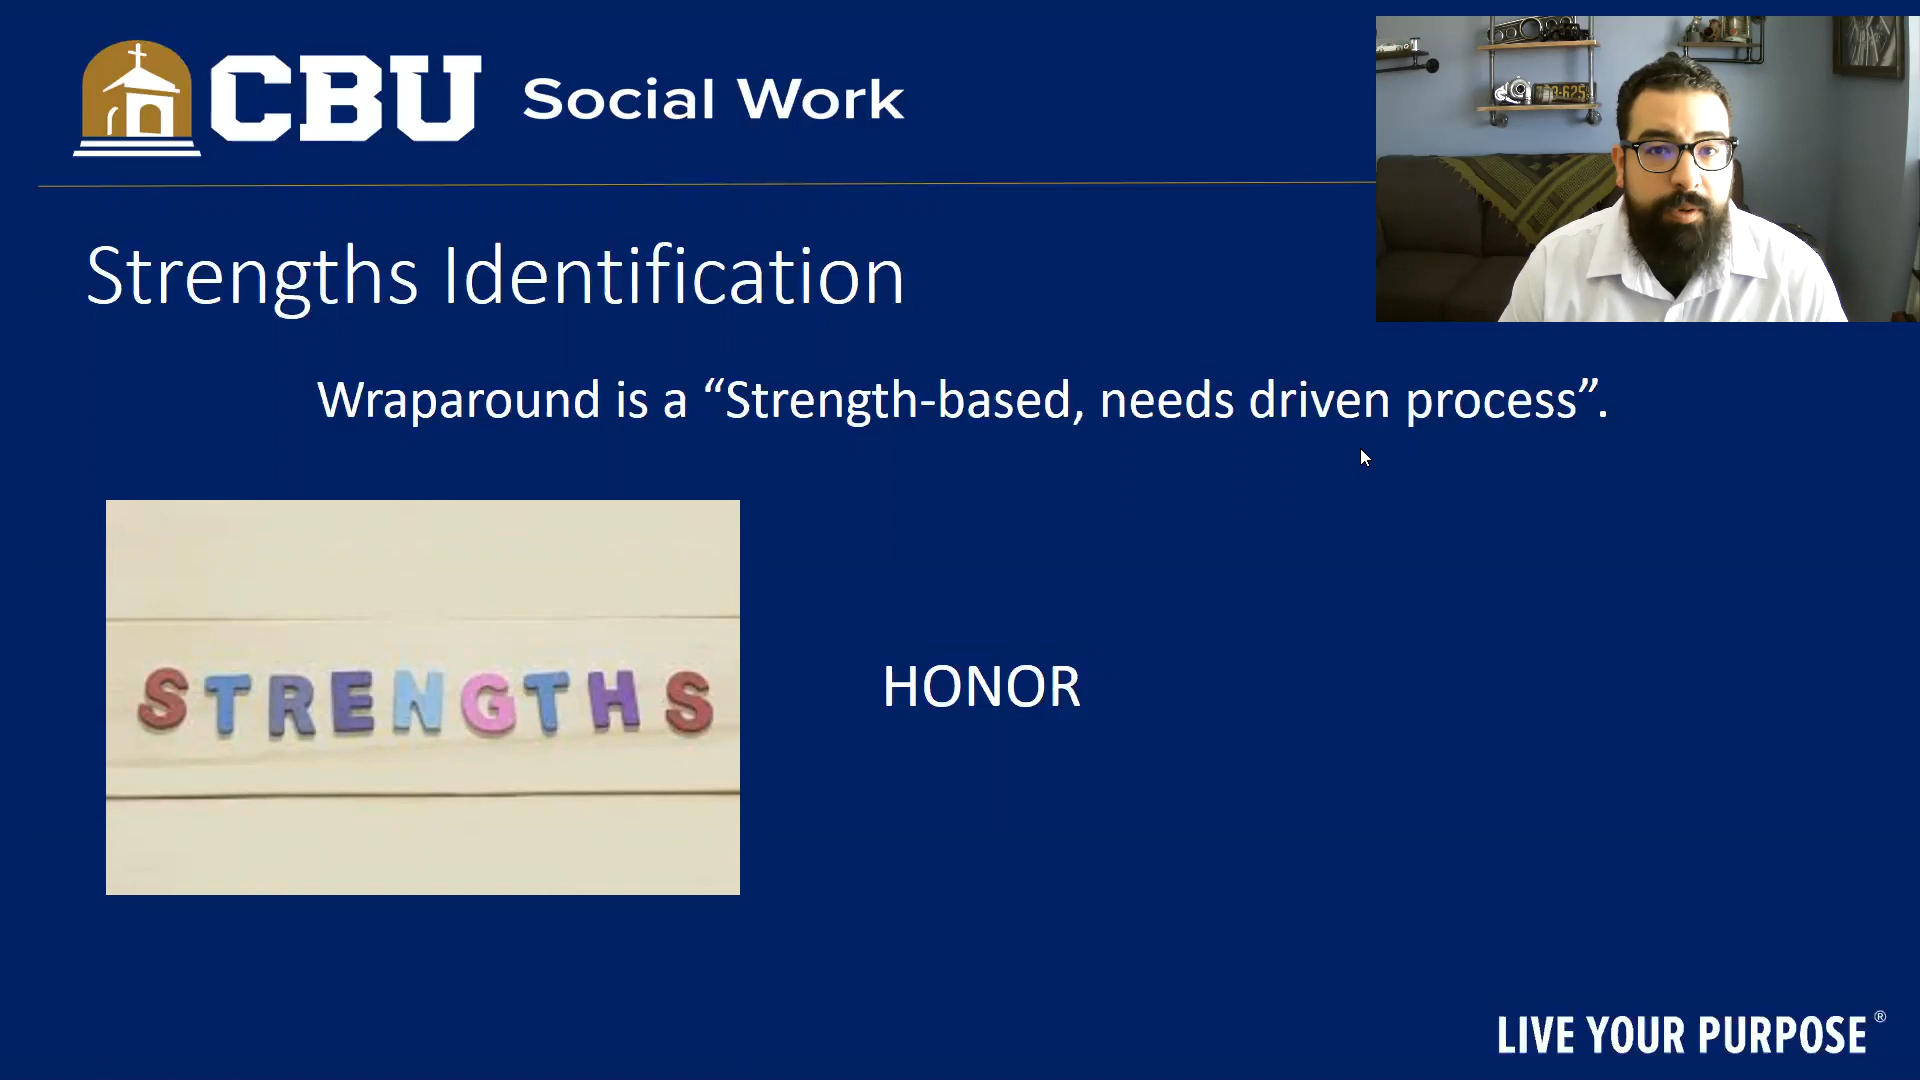 CBU Social Work
Strengths Identification
Wraparound is a “Strength-based, needs driven process”.
STRENGTHS
HONOR
LIVE YOUR PURPOSE®